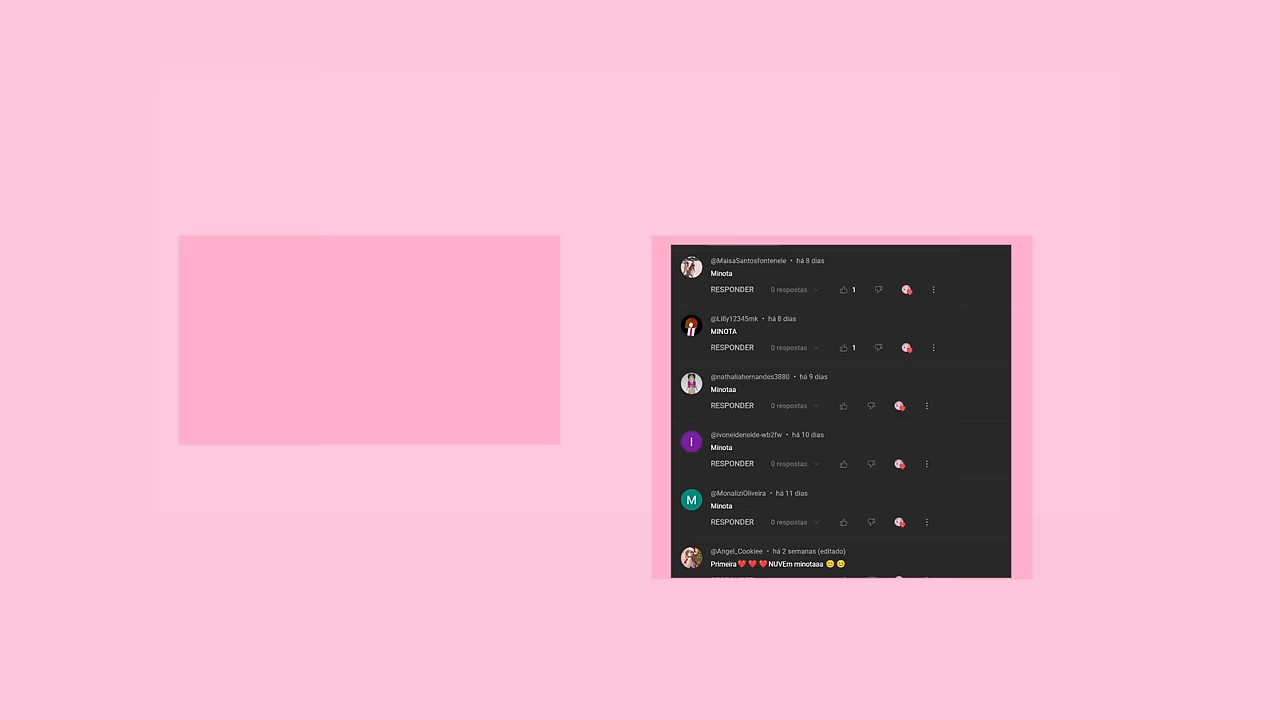 @MaisaSantosfontenele • há 8 dias
Minota
RESPONDER 0 respostas 1
@Lilly12345mk • há 8 dias
MINOTA
RESPONDER 0 respostas 1
@nathaliahernandes3880 • há 9 dias
Minotaa
RESPONDER 0 respostas
I
@ivoneideneide-wb2fw • há 10 dias
Minota
RESPONDER 0 respostas
M
@MonaliziOliveira • há 11 dias
Minota
RESPONDER 0 respostas
@Angel_Cookiee • há 2 semanas (editado)
Primeira❤️ ❤️ ❤️NUVEm minotaaa 😊 😊